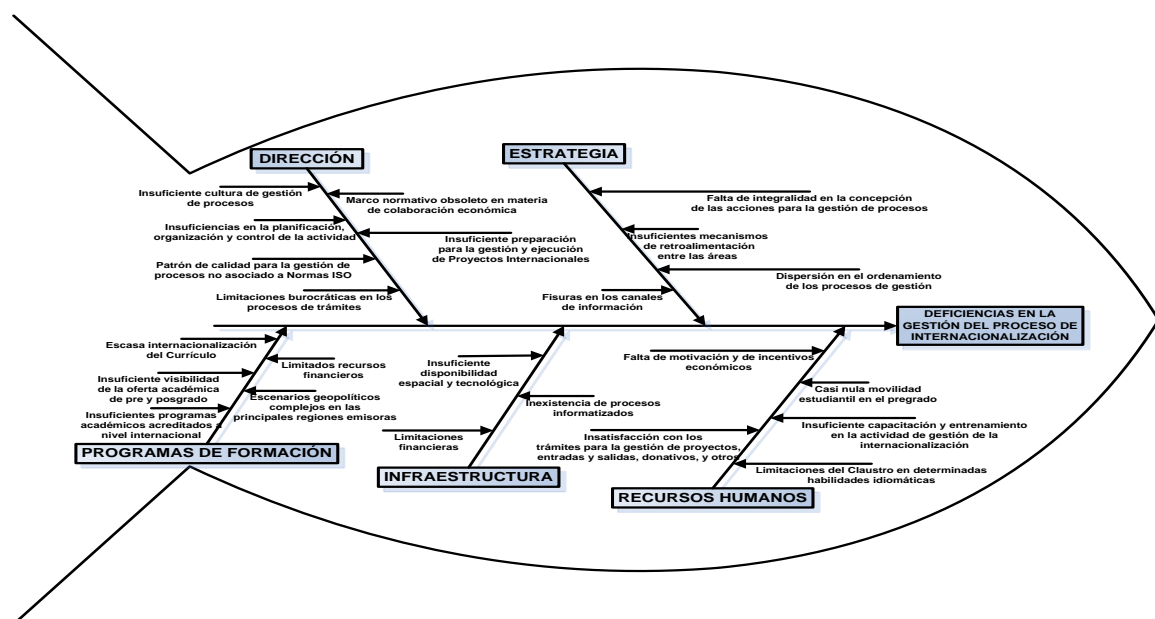 DIRECCIÓN
Insuficiente cultura de gestión
de procesos
Marco normativo obsoleto en materia
de colaboración económica
Insuficiencias en la planificación,
organización y control de la actividad
Insuficiente preparación
para la gestión y ejecución
de Proyectos Internacionales
Patrón de calidad para la gestión de
procesos no asociado a Normas ISO
Limitaciones burocráticas en los
procesos de trámites
ESTRATEGIA
Falta de integralidad en la concepción
de las acciones para la gestión de procesos
Insuficientes mecanismos
de retroalimentación
entre las áreas
Dispersión en el ordenamiento
de los procesos de gestión
Fisuras en los canales
de información
DEFICIENCIAS EN LA
GESTIÓN DEL PROCESO DE
INTERNACIONALIZACIÓN
Escasa internacionalización
del Currículo
Limitados recursos
financieros
Insuficiente visibilidad
de la oferta académica
de pre y posgrado
Escenarios geopolíticos
complejos en las
principales regiones emisoras
Insuficientes programas
académicos acreditados a
nivel internacional
PROGRAMAS DE FORMACIÓN
Insuficiente
disponibilidad
espacial y tecnológica
Inexistencia de procesos
informatizados
Limitaciones
financieras
INFRAESTRUCTURA
Falta de motivación y de incentivos
económicos
Casi nula movilidad
estudiantil en el pregrado
Insatisfacción con los
trámites para la gestión de proyectos,
entradas y salidas, donativos, y otros
Insuficiente capacitación y entrenamiento
en la actividad de gestión de la
internacionalización
Limitaciones del Claustro en determinadas
habilidades idiomáticas
RECURSOS HUMANOS